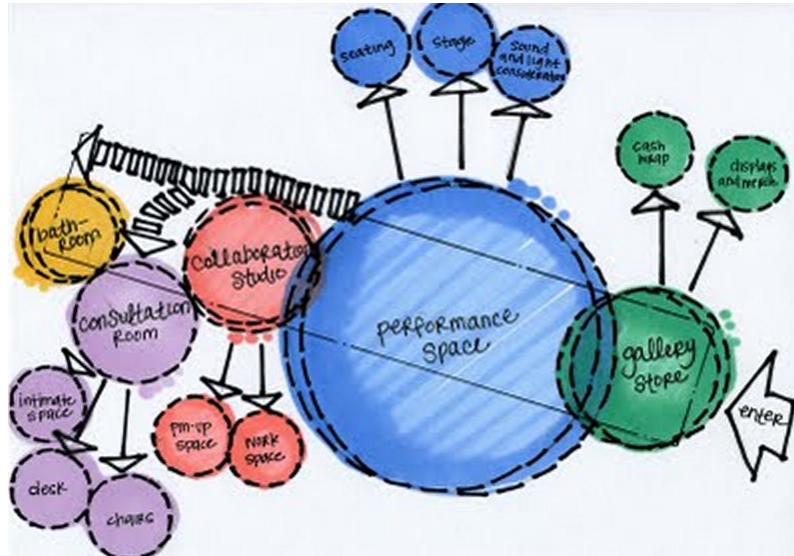 seating
stage
sound
and light
consideration
cash
wrap
displays
and merch
bath-
room
collaboration
studio
consultation
room
performance
space
gallery
store
enter
intimate
space
pin-up
space
work
space
desk
chairs